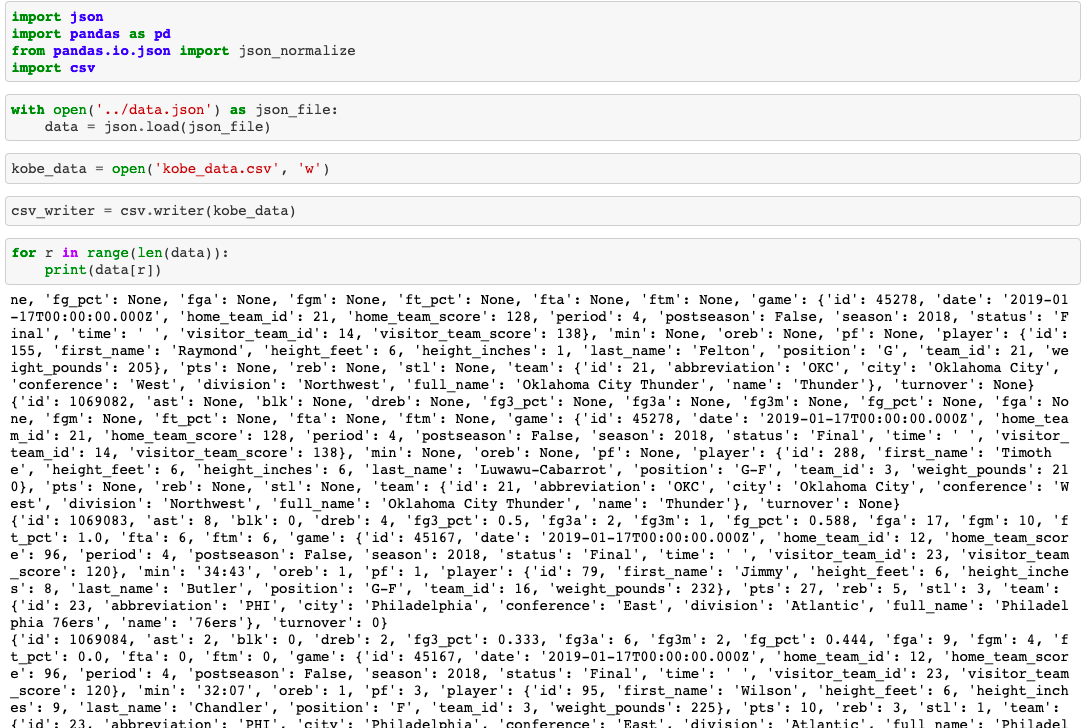 import json
import pandas as pd
from pandas.io.json import json_normalize
import csv
with open('../data.json') as json_file:
    data = json.load(json_file)
kobe_data = open('kobe_data.csv', 'w')
csv_writer = csv.writer(kobe_data)
for r in range(len(data)):
    print(data[r])
ne, 'fg_pct': None, 'fga': None, 'fgm': None, 'ft_pct': None, 'fta': None, 'ftm': None, 'game': {'id': 45278, 'date': '2019-01
-17T00:00:00.000Z', 'home_team_id': 21, 'home_team_score': 128, 'period': 4, 'postseason': False, 'season': 2018, 'status': 'F
inal', 'time': ' ', 'visitor_team_id': 14, 'visitor_team_score': 138}, 'min': None, 'oreb': None, 'pf': None, 'player': {'id':
155, 'first_name': 'Raymond', 'height_feet': 6, 'height_inches': 1, 'last_name': 'Felton', 'position': 'G', 'team_id': 21, 'we
ight_pounds': 205}, 'pts': None, 'reb': None, 'stl': None, 'team': {'id': 21, 'abbreviation': 'OKC', 'city': 'Oklahoma City',
'conference': 'West', 'division': 'Northwest', 'full_name': 'Oklahoma City Thunder', 'name': 'Thunder'}, 'turnover': None}
{'id': 1069082, 'ast': None, 'blk': None, 'dreb': None, 'fg3_pct': None, 'fg3a': None, 'fg3m': None, 'fg_pct': None, 'fga': No
ne, 'fgm': None, 'ft_pct': None, 'fta': None, 'ftm': None, 'game': {'id': 45278, 'date': '2019-01-17T00:00:00.000Z', 'home_tea
m_id': 21, 'home_team_score': 128, 'period': 4, 'postseason': False, 'season': 2018, 'status': 'Final', 'time': ' ', 'visitor_
team_id': 14, 'visitor_team_score': 138}, 'min': None, 'oreb': None, 'pf': None, 'player': {'id': 288, 'first_name': 'Timoth
e', 'height_feet': 6, 'height_inches': 6, 'last_name': 'Luwawu-Cabarrot', 'position': 'G-F', 'team_id': 3, 'weight_pounds': 21
0}, 'pts': None, 'reb': None, 'stl': None, 'team': {'id': 21, 'abbreviation': 'OKC', 'city': 'Oklahoma City', 'conference': 'W
est', 'division': 'Northwest', 'full_name': 'Oklahoma City Thunder', 'name': 'Thunder'}, 'turnover': None}
{'id': 1069083, 'ast': 8, 'blk': 0, 'dreb': 4, 'fg3_pct': 0.5, 'fg3a': 2, 'fg3m': 1, 'fg_pct': 0.588, 'fga': 17, 'fgm': 10, 'f
t_pct': 1.0, 'fta': 6, 'ftm': 6, 'game': {'id': 45167, 'date': '2019-01-17T00:00:00.000Z', 'home_team_id': 12, 'home_team_scor
e': 96, 'period': 4, 'postseason': False, 'season': 2018, 'status': 'Final', 'time': ' ', 'visitor_team_id': 23, 'visitor_team
_score': 120}, 'min': '34:43', 'oreb': 1, 'pf': 1, 'player': {'id': 79, 'first_name': 'Jimmy', 'height_feet': 6, 'height_inche
s': 8, 'last_name': 'Butler', 'position': 'G-F', 'team_id': 16, 'weight_pounds': 232}, 'pts': 27, 'reb': 5, 'stl': 3, 'team':
{'id': 23, 'abbreviation': 'PHI', 'city': 'Philadelphia', 'conference': 'East', 'division': 'Atlantic', 'full_name': 'Philadel
phia 76ers', 'name': '76ers'}, 'turnover': 0}
{'id': 1069084, 'ast': 2, 'blk': 0, 'dreb': 2, 'fg3_pct': 0.333, 'fg3a': 6, 'fg3m': 2, 'fg_pct': 0.444, 'fga': 9, 'fgm': 4, 'f
t_pct': 0.0, 'fta': 0, 'ftm': 0, 'game': {'id': 45167, 'date': '2019-01-17T00:00:00.000Z', 'home_team_id': 12, 'home_team_scor
e': 96, 'period': 4, 'postseason': False, 'season': 2018, 'status': 'Final', 'time': ' ', 'visitor_team_id': 23, 'visitor_team
_score': 120}, 'min': '32:07', 'oreb': 1, 'pf': 3, 'player': {'id': 95, 'first_name': 'Wilson', 'height_feet': 6, 'height_inch
es': 9, 'last_name': 'Chandler', 'position': 'F', 'team_id': 3, 'weight_pounds': 225}, 'pts': 10, 'reb': 3, 'stl': 1, 'team':
{'id': 23, 'abbreviation': 'PHI', 'city': 'Philadelphia', 'conference': 'East', 'division': 'Atlantic', 'full_name': 'Philadel